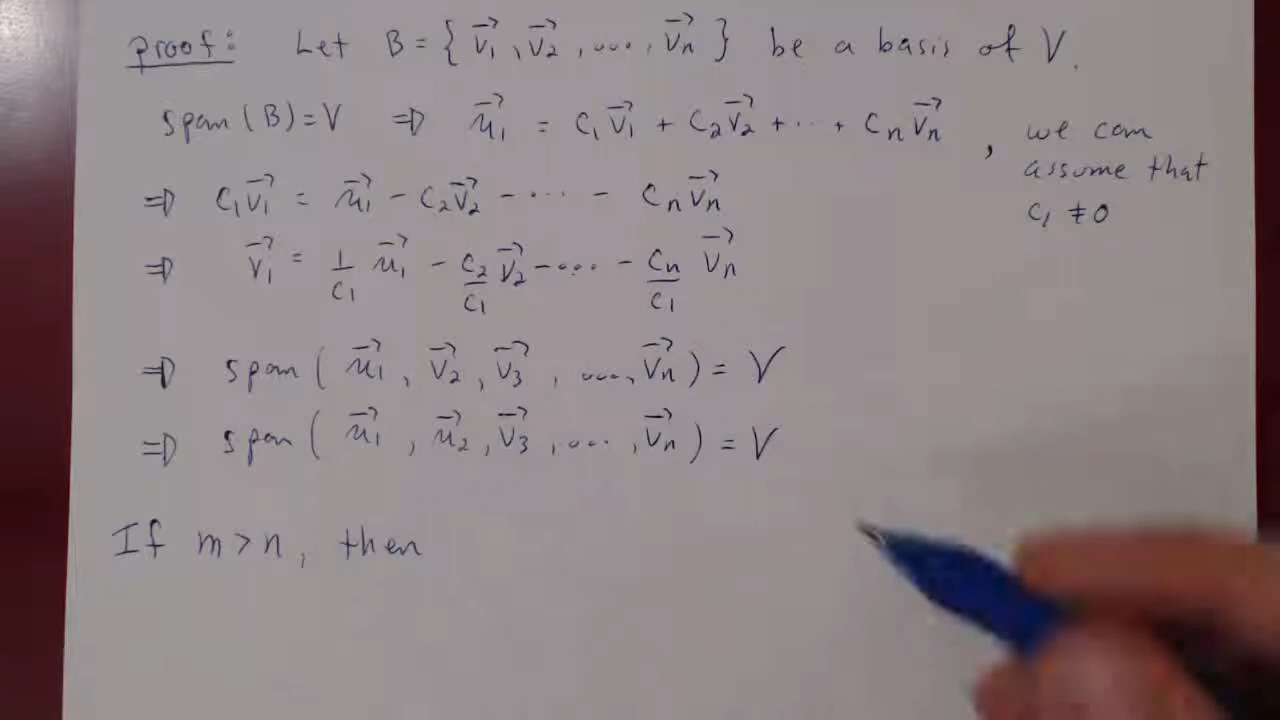 proof: Let B = { v⃗₁, v⃗₂, ...., v⃗ₙ } be a basis of V.
span(B) = V ⇒ u⃗₁ = c₁v⃗₁ + c₂v⃗₂ + ··· + cₙv⃗ₙ , we can
assume that
c₁ ≠ 0
⇒ c₁v⃗₁ = u⃗₁ − c₂v⃗₂ − ···· − cₙv⃗ₙ
⇒ v⃗₁ = 1/c₁ u⃗₁ − c₂/c₁ v⃗₂ − ···· − cₙ/c₁ v⃗ₙ
⇒ span( u⃗₁, v⃗₂, v⃗₃, ...., v⃗ₙ ) = V
⇒ span( u⃗₁, u⃗₂, v⃗₃, ...., v⃗ₙ ) = V
If m > n, then